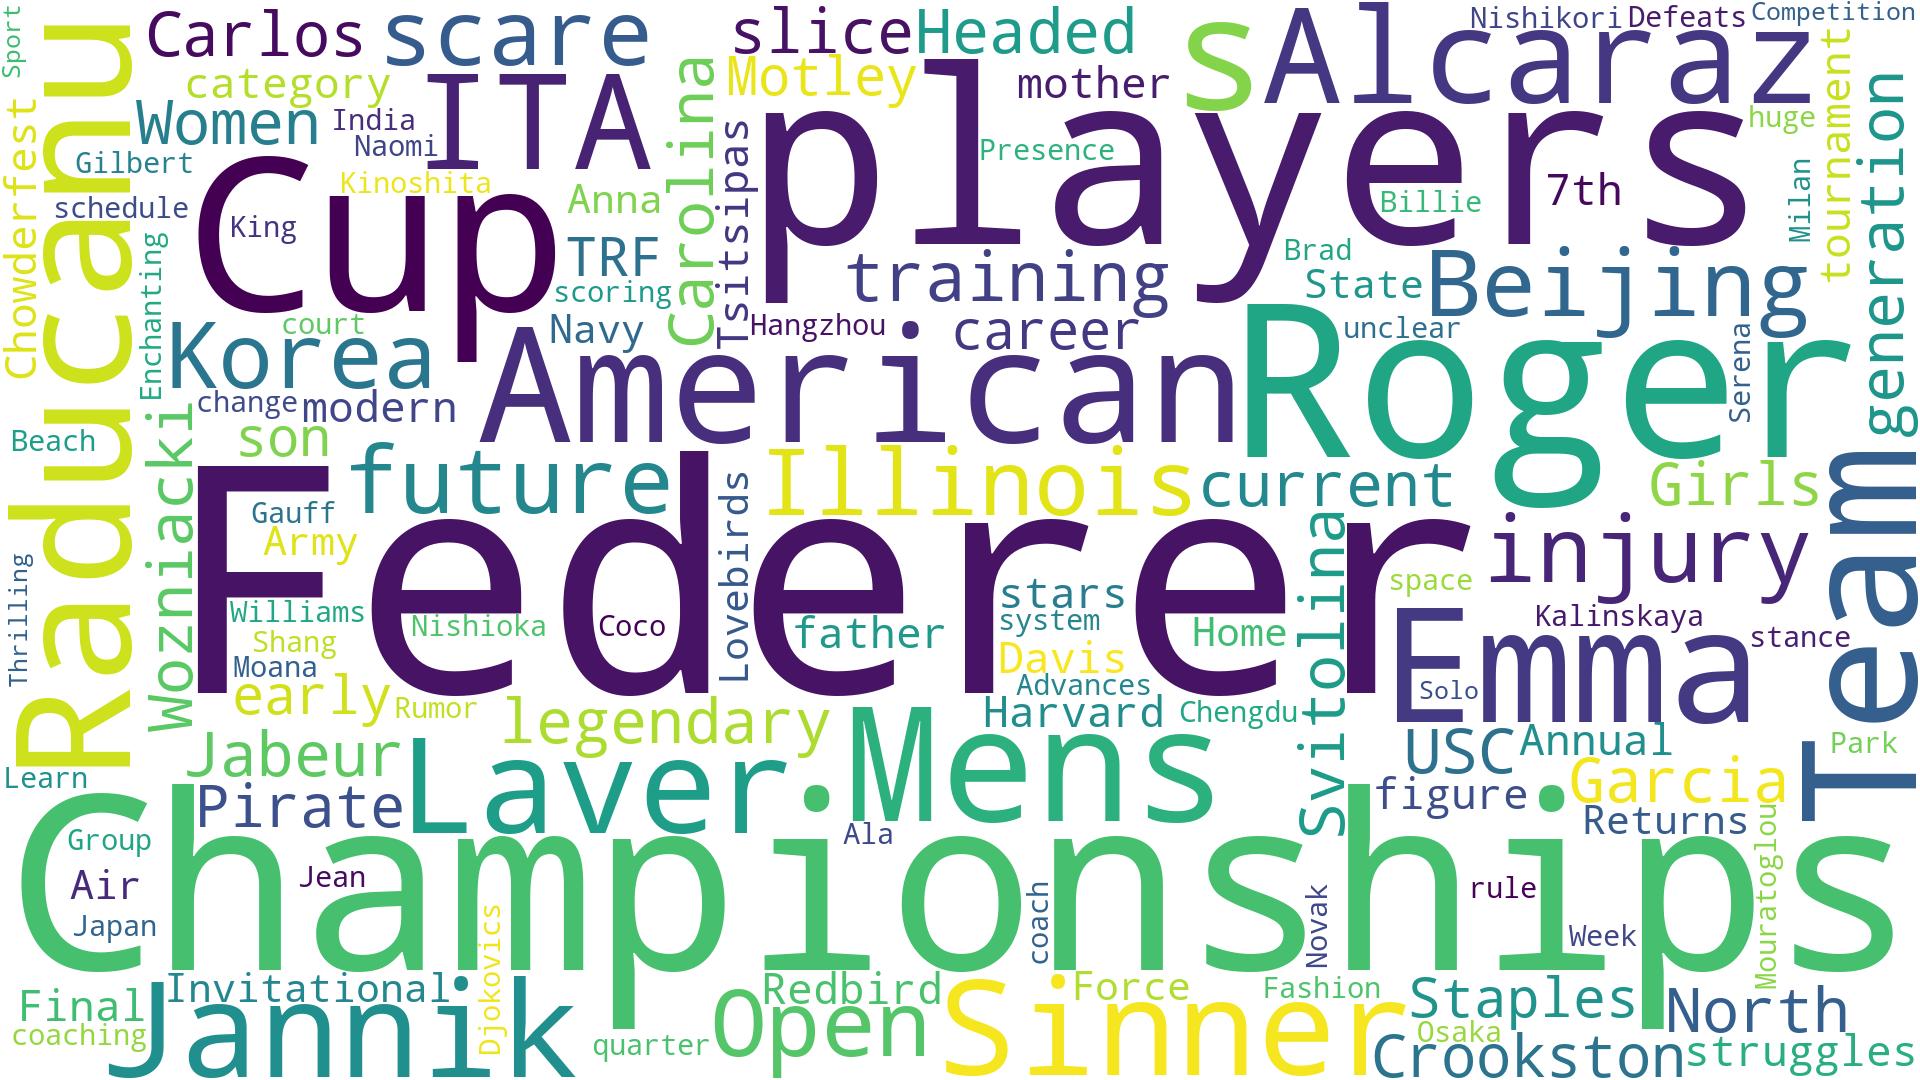 Sport
Carlos
scare
slice
Headed
s
Alcaraz
Nishikori
Defeats
Competition
Raducanu
category
ITA
Motley
mother
players
huge
tournament
generation
Chowderfest
Women
India
Naomi
Carolina
Tsitsipas
Presence
Gilbert
Kinoshita
Anna
Billie
7th
Milan
schedule
King
Cup
TRF
training
Brad
State
Beijing
Enchanting
scoring
court
Navy
Hangzhou
career
unclear
Serena
Korea
American
Roger
change
modern
Beach
son
Wozniacki
future
Illinois
current
Girls
Team
Gauff
Army
Federer
Lovebirds
Svitolina
injury
Thrilling
Williams
Nishioka
Coco
father
stars
system
space
Kalinskaya
stance
Shang
Moana
Davis
Home
Emma
Solo
early
Rumor
legendary
Advances
Harvard
Chengdu
Jabeur
Laver
Mens
USC
Annual
Park
Learn
Pirate
figure
Garcia
Returns
Group
Ala
Championships
Mouratoglou
Air
Jean
Japan
Djokovics
coach
Novak
rule
Week
Final
Invitational
coaching
Jannik
quarter
Open
Redbird
Sinner
Force
Fashion
Staples
Osaka
North
Crookston
struggles